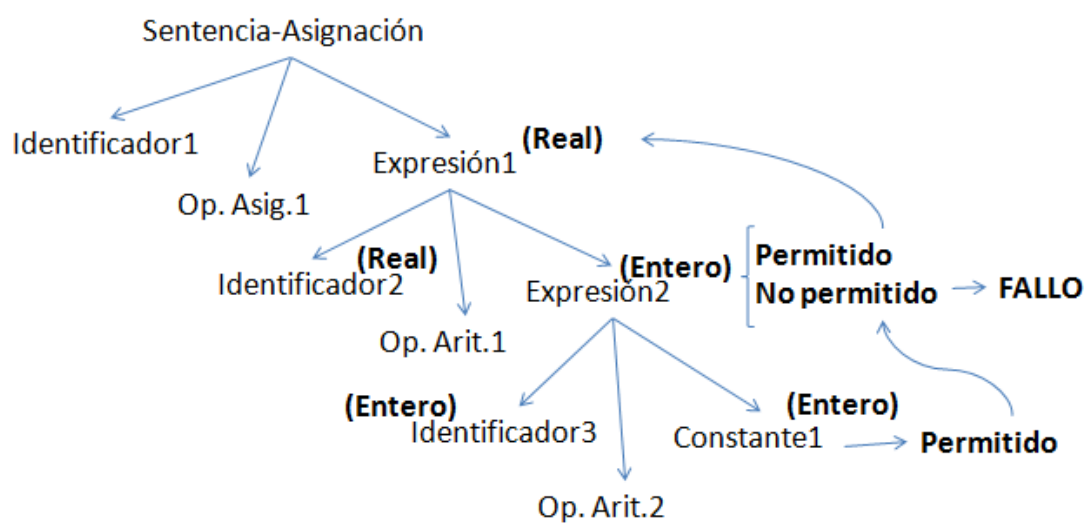 Sentencia-Asignación
Identificador1
Op. Asig.1
Expresión1
(Real)
Identificador2
(Real)
Op. Arit.1
Expresión2
(Entero)
Permitido
No permitido
FALLO
(Entero)
Identificador3
Op. Arit.2
Constante1
(Entero)
Permitido